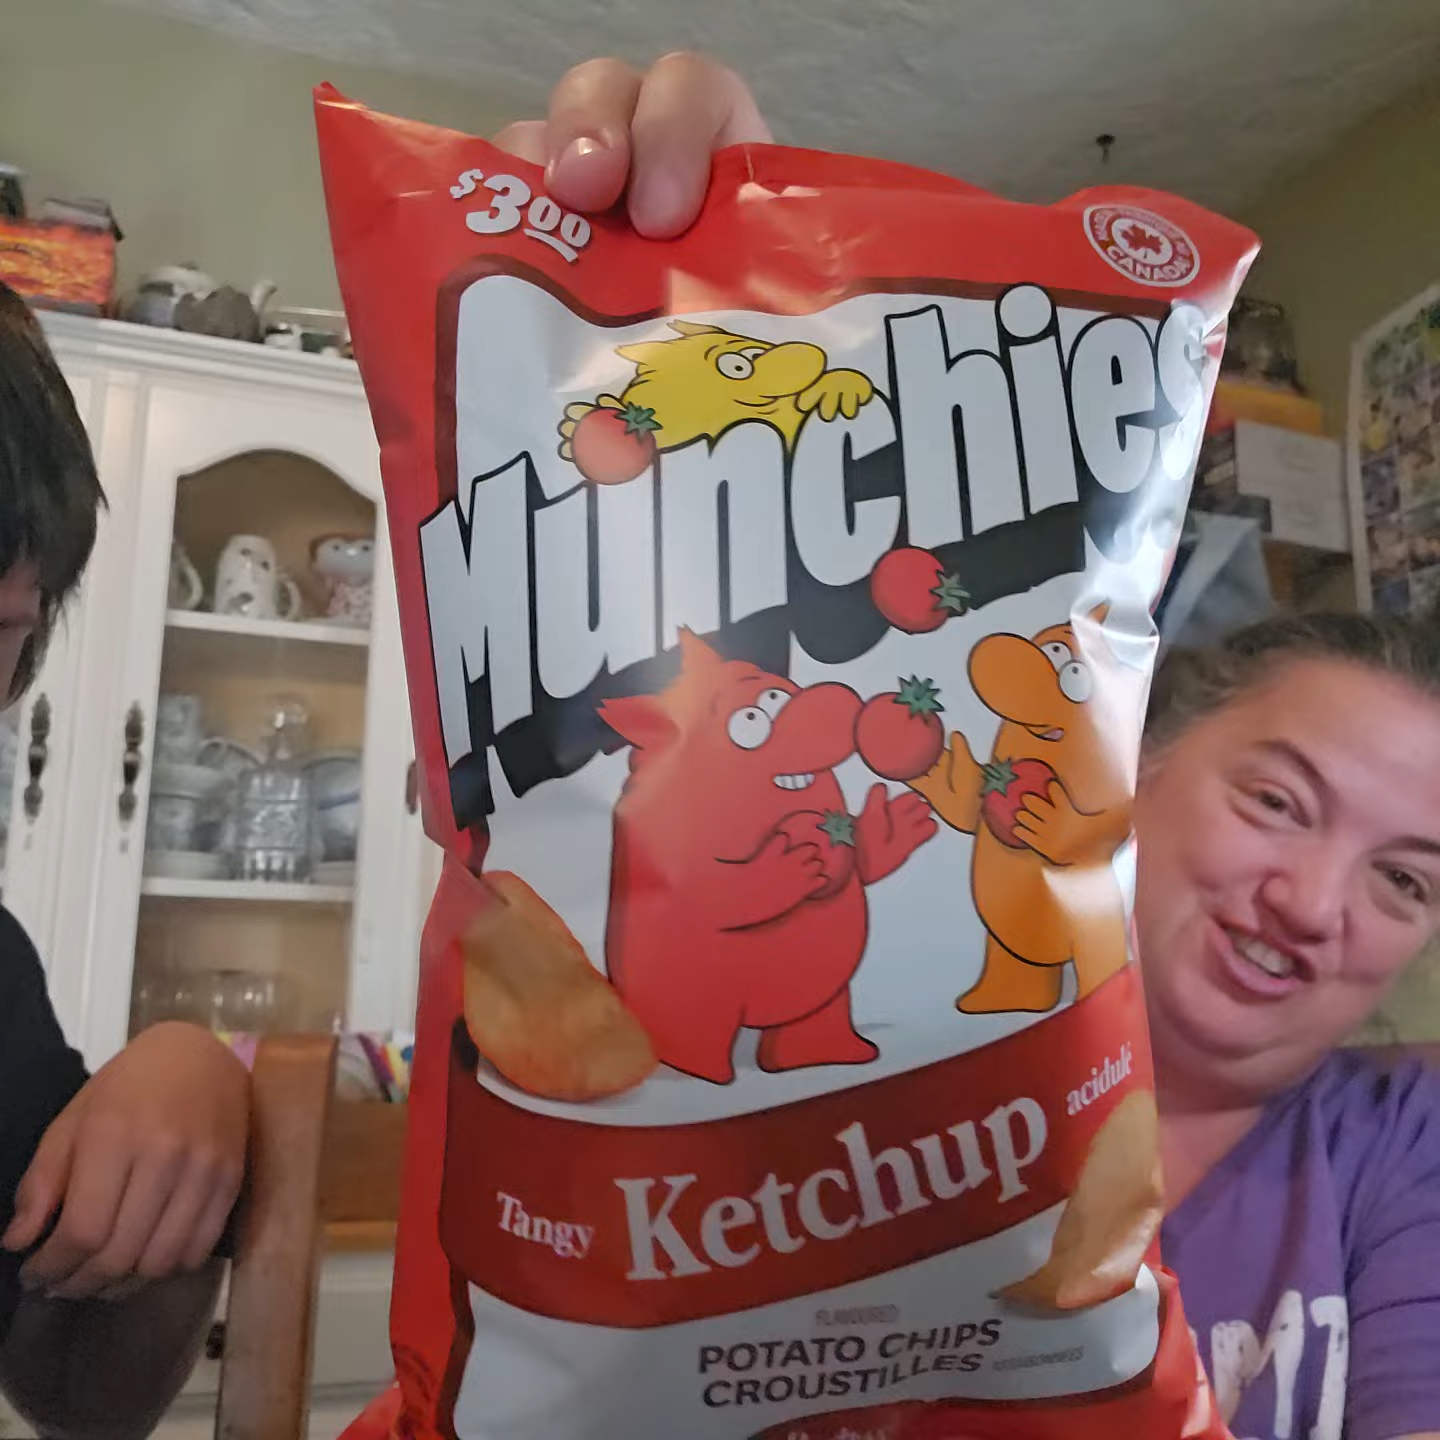 $3.00
CANADA
Munchies
Tangy Ketchup acidulé
FLAVOURED
POTATO CHIPS
CROUSTILLES